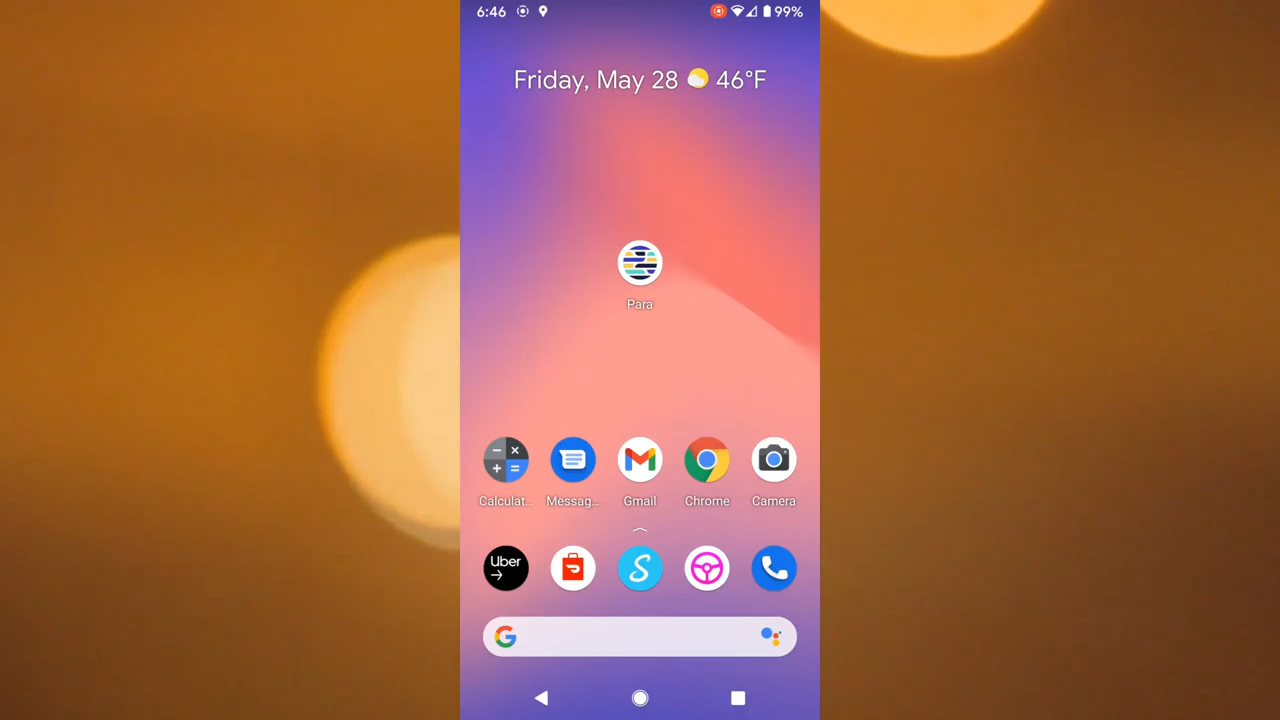 6:46 99%
Friday, May 28 46°F
Para
Calculat... Messag... Gmail Chrome Camera
Uber